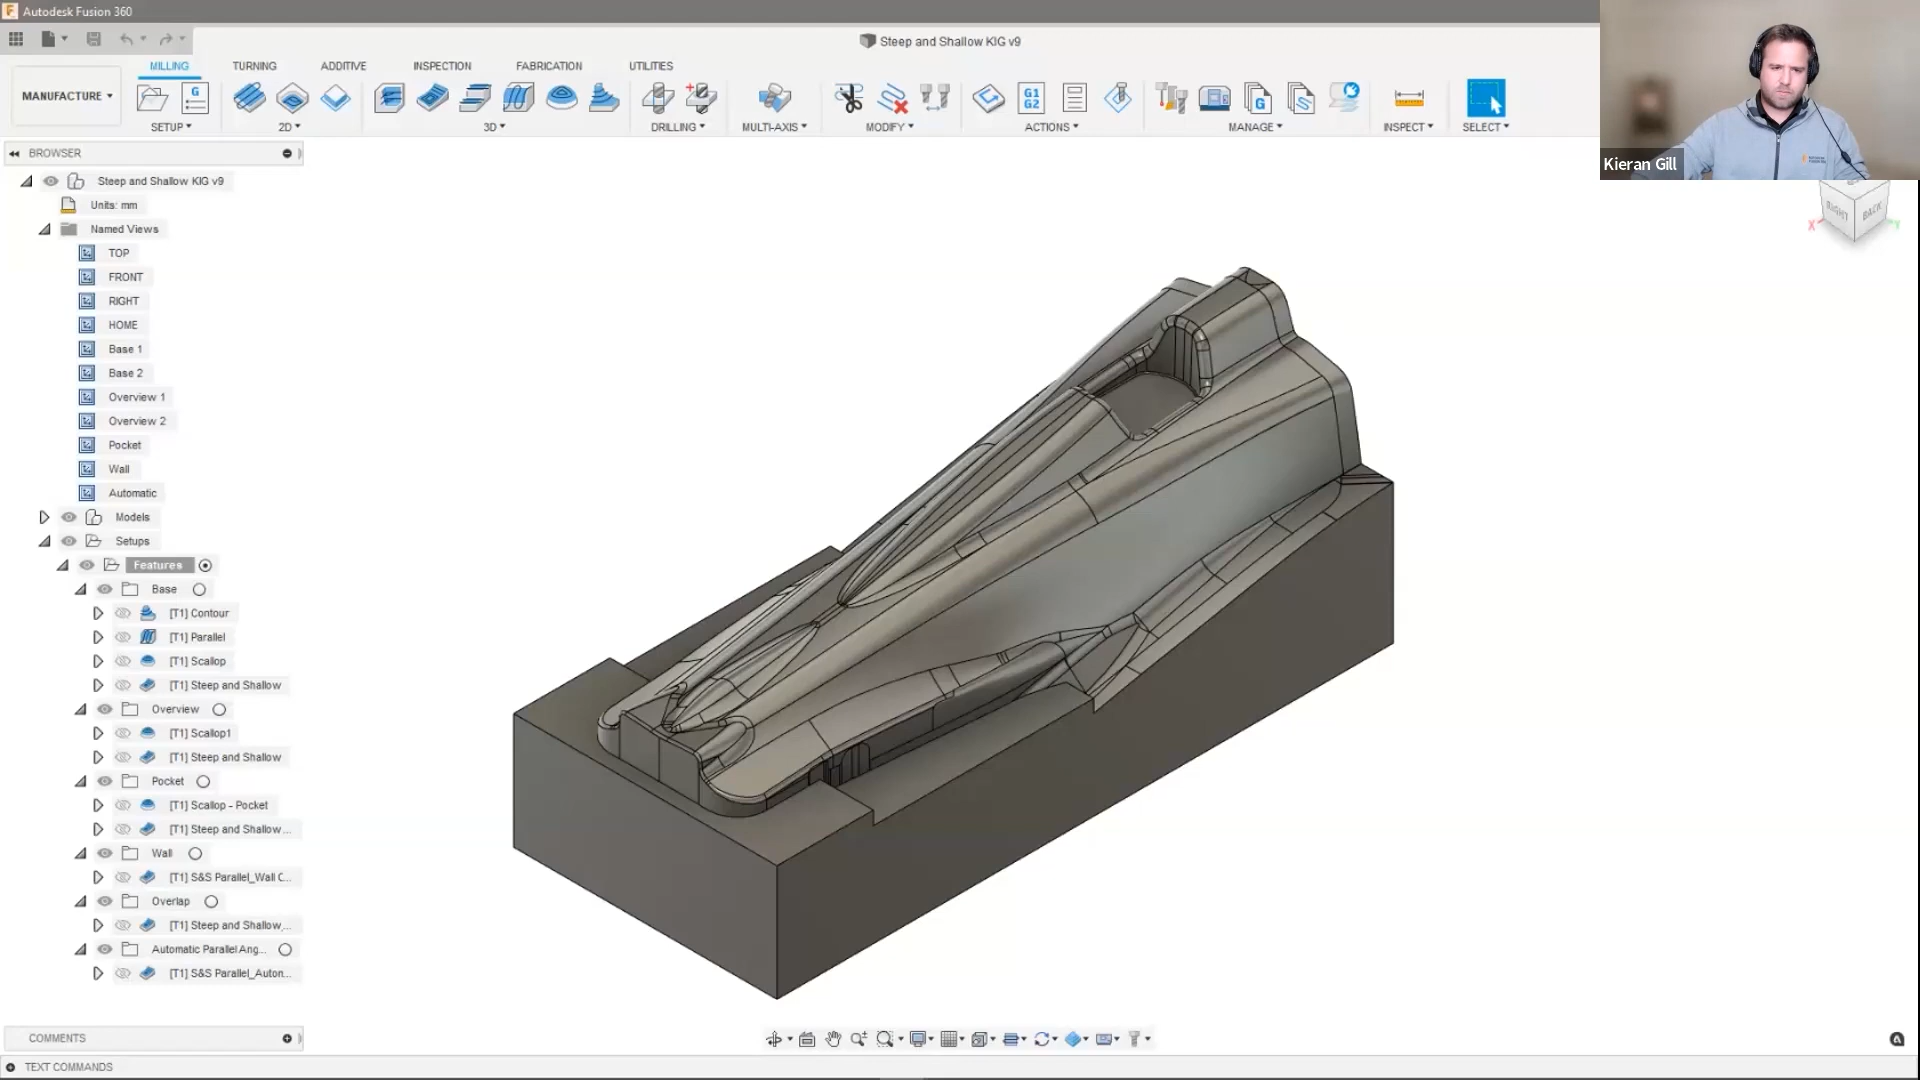 Autodesk Fusion 360
Steep and Shallow KIG v9
MILLING TURNING ADDITIVE INSPECTION FABRICATION UTILITIES
MANUFACTURE
SETUP 2D 3D DRILLING MULTI-AXIS MODIFY ACTIONS MANAGE INSPECT SELECT
G
G1
G2
G
Kieran Gill
BROWSER
RIGHT BACK
X Y
Steep and Shallow KIG v9
Units: mm
Named Views
TOP
FRONT
RIGHT
HOME
Base 1
Base 2
Overview 1
Overview 2
Pocket
Wall
Automatic
Models
Setups
Features
Base
[T1] Contour
[T1] Parallel
[T1] Scallop
[T1] Steep and Shallow
Overview
[T1] Scallop1
[T1] Steep and Shallow
Pocket
[T1] Scallop - Pocket
[T1] Steep and Shallow...
Wall
[T1] S&S Parallel_Wall C...
Overlap
[T1] Steep and Shallow,...
Automatic Parallel Ang...
[T1] S&S Parallel_Auton...
COMMENTS
TEXT COMMANDS